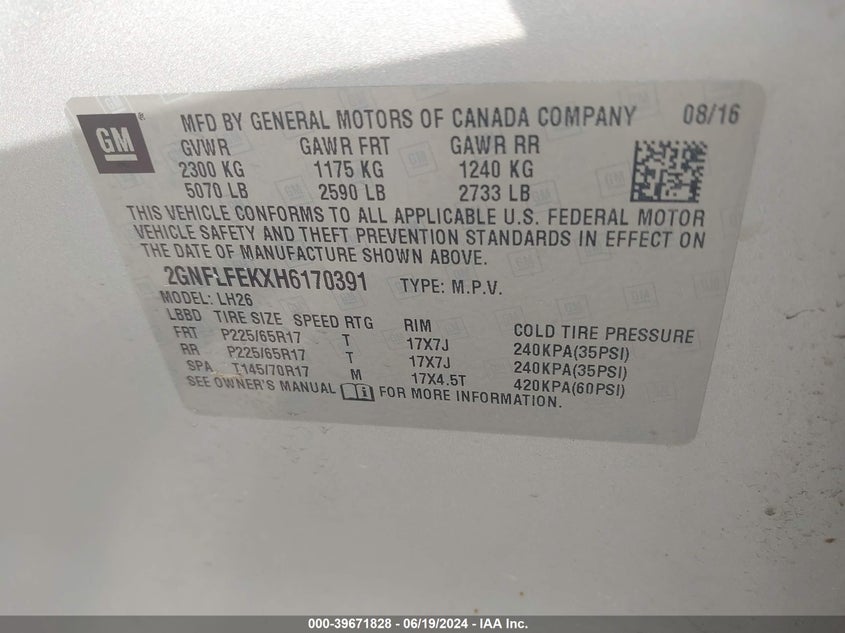 GM
MFD BY GENERAL MOTORS OF CANADA COMPANY 08/16
GVWR GAWR FRT GAWR RR
2300 KG 1175 KG 1240 KG
5070 LB 2590 LB 2733 LB
THIS VEHICLE CONFORMS TO ALL APPLICABLE U.S. FEDERAL MOTOR
VEHICLE SAFETY AND THEFT PREVENTION STANDARDS IN EFFECT ON
THE DATE OF MANUFACTURE SHOWN ABOVE.
2GNFLFEKXH6170391 TYPE: M.P.V.
MODEL: LH26
LBBD TIRE SIZE SPEED RTG RIM COLD TIRE PRESSURE
FRT P225/65R17 T 17X7J 240KPA(35PSI)
RR P225/65R17 T 17X7J 240KPA(35PSI)
SPA T145/70R17 M 17X4.5T 420KPA(60PSI)
SEE OWNER'S MANUAL FOR MORE INFORMATION.
000-39671828 - 06/19/2024 - IAA Inc.